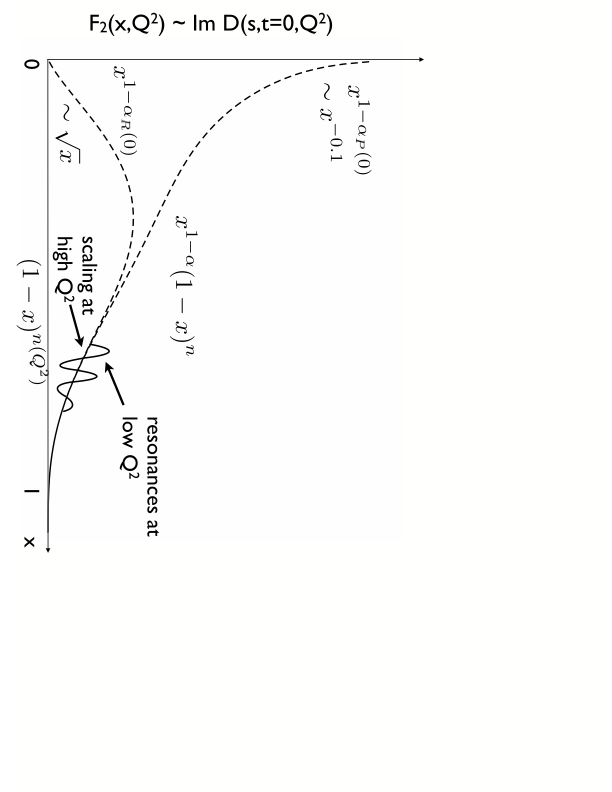 F₂(x,Q²) ~ Im D(s,t=0,Q²)
x^{1−α_P(0)}
∼ x^{−0.1}
x^{1−α_R(0)}
∼ √x
x^{1−α}(1 − x)^n
scaling at
high Q²
resonances at
low Q²
0
(1 − x)^{n(Q²)}
1
x